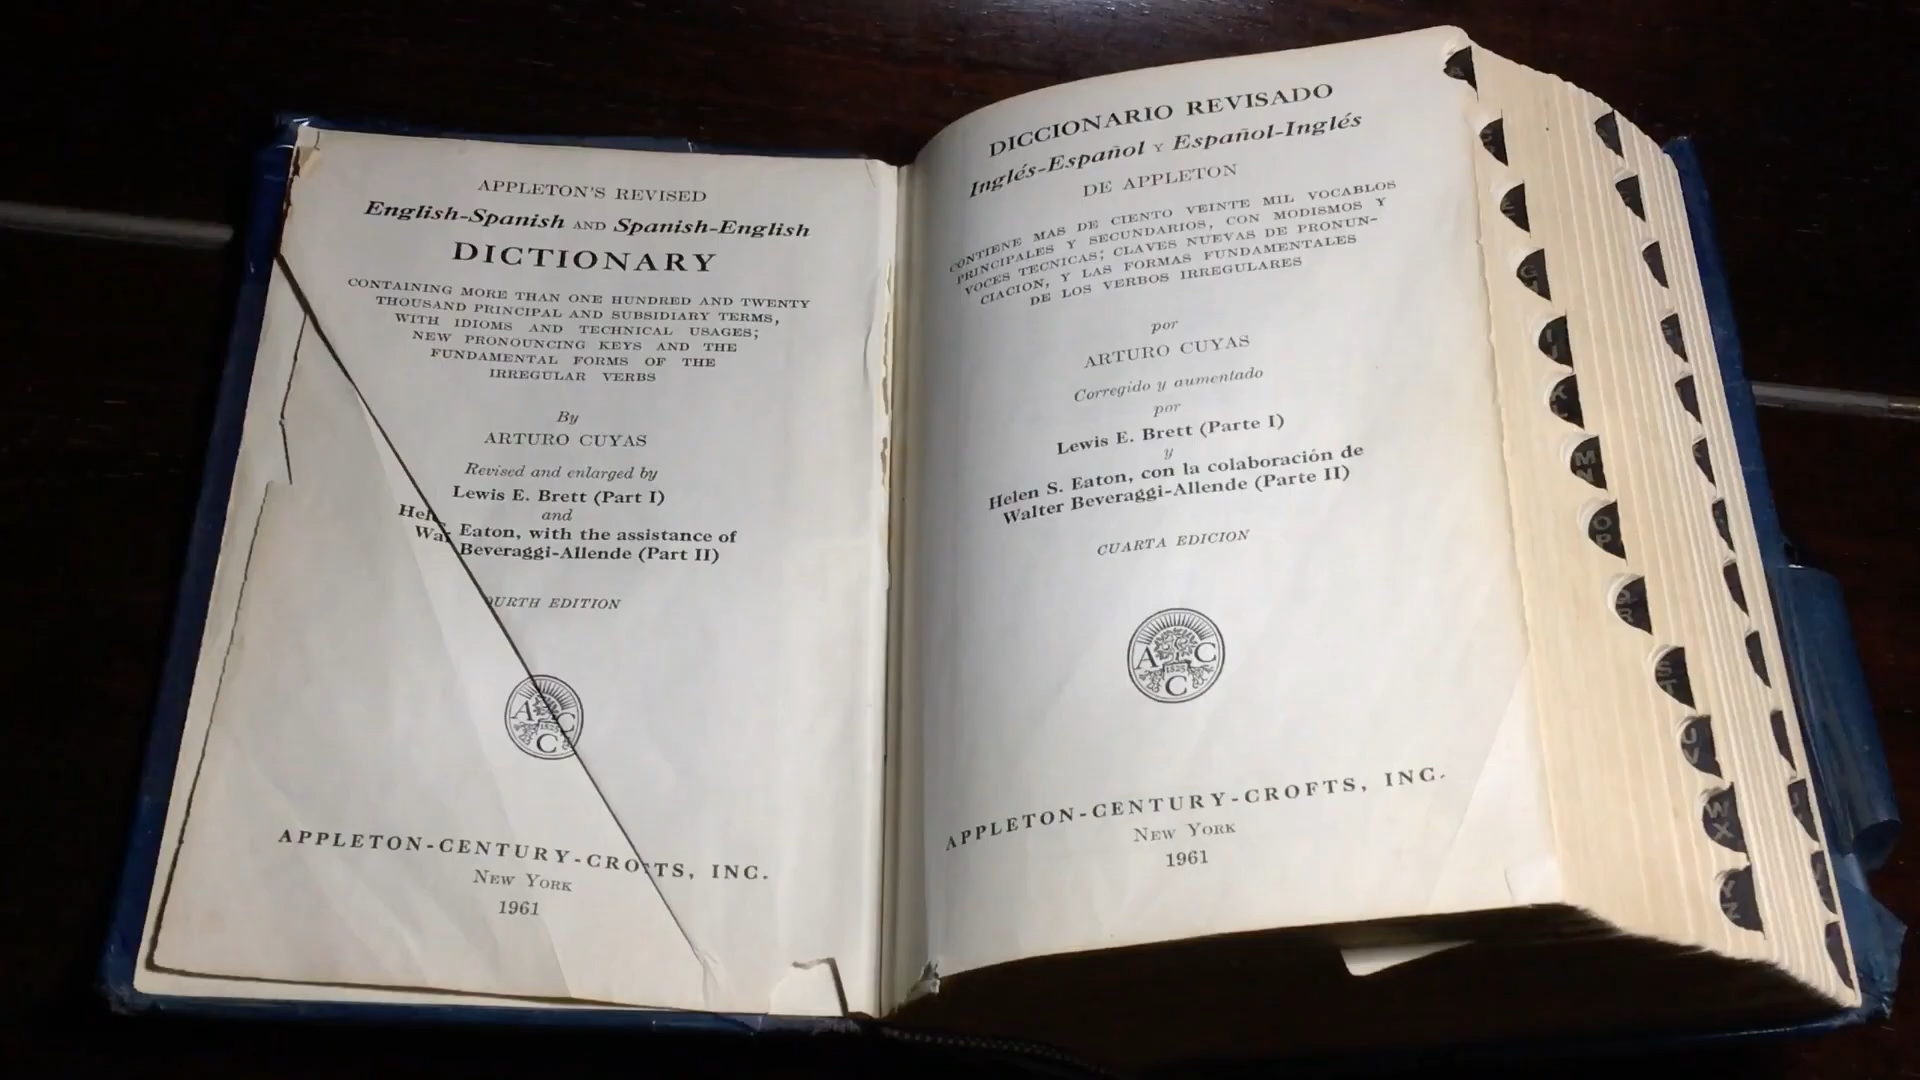 APPLETON'S REVISED
English-Spanish AND Spanish-English
DICTIONARY
CONTAINING MORE THAN ONE HUNDRED AND TWENTY
THOUSAND PRINCIPAL AND SUBSIDIARY TERMS,
WITH IDIOMS AND TECHNICAL USAGES;
NEW PRONOUNCING KEYS AND THE
FUNDAMENTAL FORMS OF THE
IRREGULAR VERBS
By
ARTURO CUYAS
Revised and enlarged by
Lewis E. Brett (Part I)
and
Eaton, with the assistance of
Beveraggi-Allende (Part II)
EDITION
A C
1825
C
APPLETON-CENTURY-CROFTS, INC.
NEW YORK
1961
DICCIONARIO REVISADO
Inglés-Español Y Español-Inglés
DE APPLETON
CONTIENE MAS DE CIENTO VEINTE MIL VOCABLOS
PRINCIPALES Y SECUNDARIOS, CON MODISMOS Y
VOCES TECNICAS; CLAVES NUEVAS DE PRONUN-
CIACION, Y LAS FORMAS FUNDAMENTALES
DE LOS VERBOS IRREGULARES
por
ARTURO CUYAS
Corregido y aumentado
por
Lewis E. Brett (Parte I)
y
Helen S. Eaton, con la colaboración de
Walter Beveraggi-Allende (Parte II)
CUARTA EDICION
A C
1825
C
APPLETON-CENTURY-CROFTS, INC.
NEW YORK
1961
A
C
E
G
I
K
L
M
N
O
P
Q
R
S
T
U
V
W
X
Y
Z